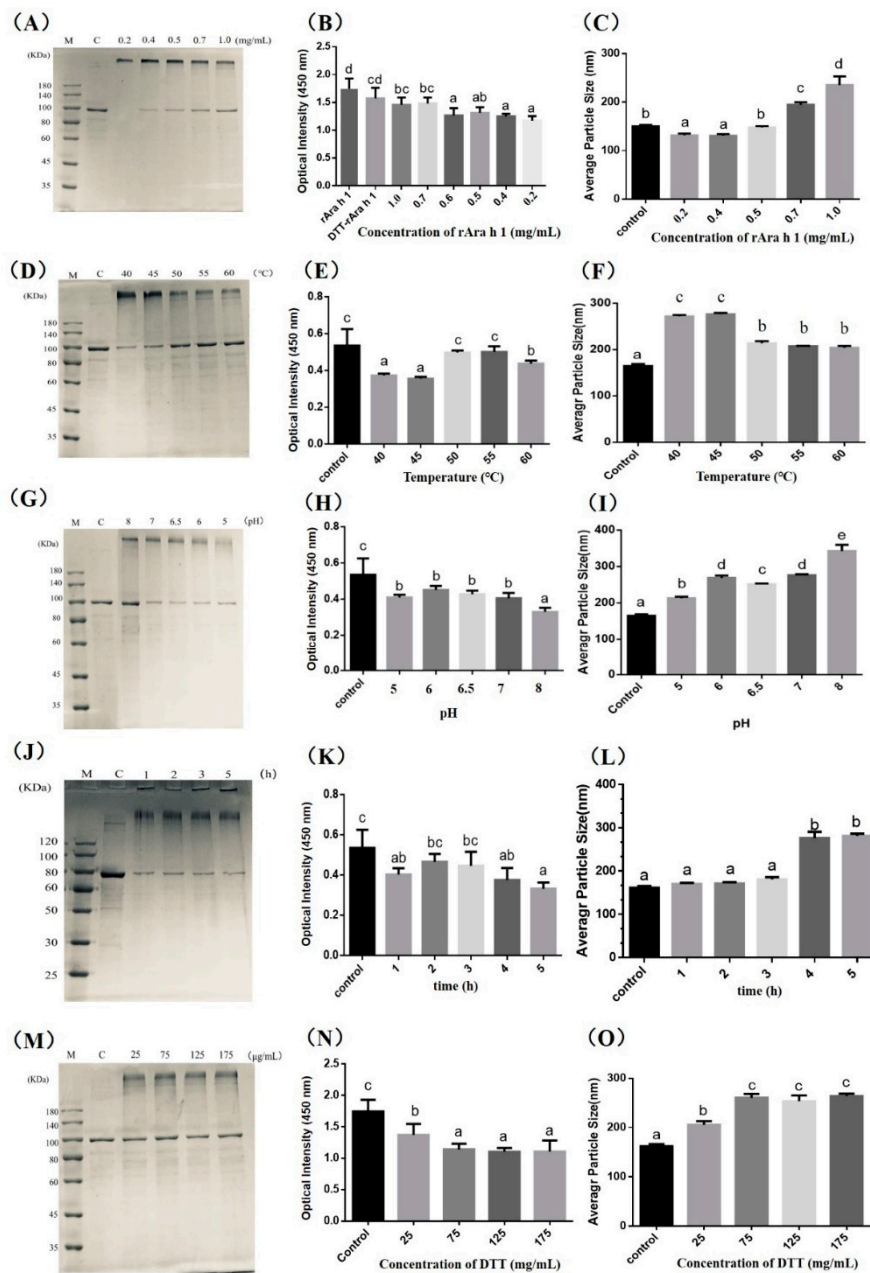 (A)
M C 0.2 0.4 0.5 0.7 1.0 (mg/mL)
(KDa)
180
140
100
80
60
45
35
(B)
Optical Intensity (450 nm)
2.0
1.5
1.0
0.5
0.0
d cd bc bc a ab a a
rAra h 1 DTT-rAra h 1 1.0 0.7 0.6 0.5 0.4 0.2
Concentration of rAra h 1 (mg/mL)
(C)
Average Particle Size (nm)
300
200
100
0
b a a b c d
control 0.2 0.4 0.5 0.7 1.0
Concentration of rAra h 1 (mg/mL)
(D)
M C 40 45 50 55 60 (℃)
(KDa)
180
140
100
80
60
45
35
(E)
Optical Intensity (450 nm)
0.8
0.6
0.4
0.2
0.0
c a a c c b
control 40 45 50 55 60
Temperature (℃)
(F)
Averagr Particle Size(nm)
300
200
100
0
a c c b b b
control 40 45 50 55 60
Temperature (℃)
(G)
M C 8 7 6.5 6 5 (pH)
(KDa)
180
140
100
80
60
45
35
(H)
Optical Intensity (450 nm)
0.8
0.6
0.4
0.2
0.0
c b b b b a
control 5 6 6.5 7 8
pH
(I)
Averagr Particle Size(nm)
400
300
200
100
0
a b d c d e
control 5 6 6.5 7 8
pH
(J)
M C 1 2 3 5 (h)
(KDa)
120
100
80
60
50
30
25
(K)
Optical Intensity (450 nm)
0.8
0.6
0.4
0.2
0.0
c ab bc bc ab a
control 1 2 3 4 5
time (h)
(L)
Averagr Particle Size(nm)
400
300
200
100
0
a a a a b b
control 1 2 3 4 5
time (h)
(M)
M C 25 75 125 175 (μg/mL)
(KDa)
180
140
100
80
60
45
35
(N)
Optical Intensity (450 nm)
2.5
2.0
1.5
1.0
0.5
0.0
c b a a a
Control 25 75 125 175
Concentration of DTT (mg/mL)
(O)
Averagr Particle Size(nm)
300
200
100
0
a b c c c
control 25 75 125 175
Concentration of DTT (mg/mL)